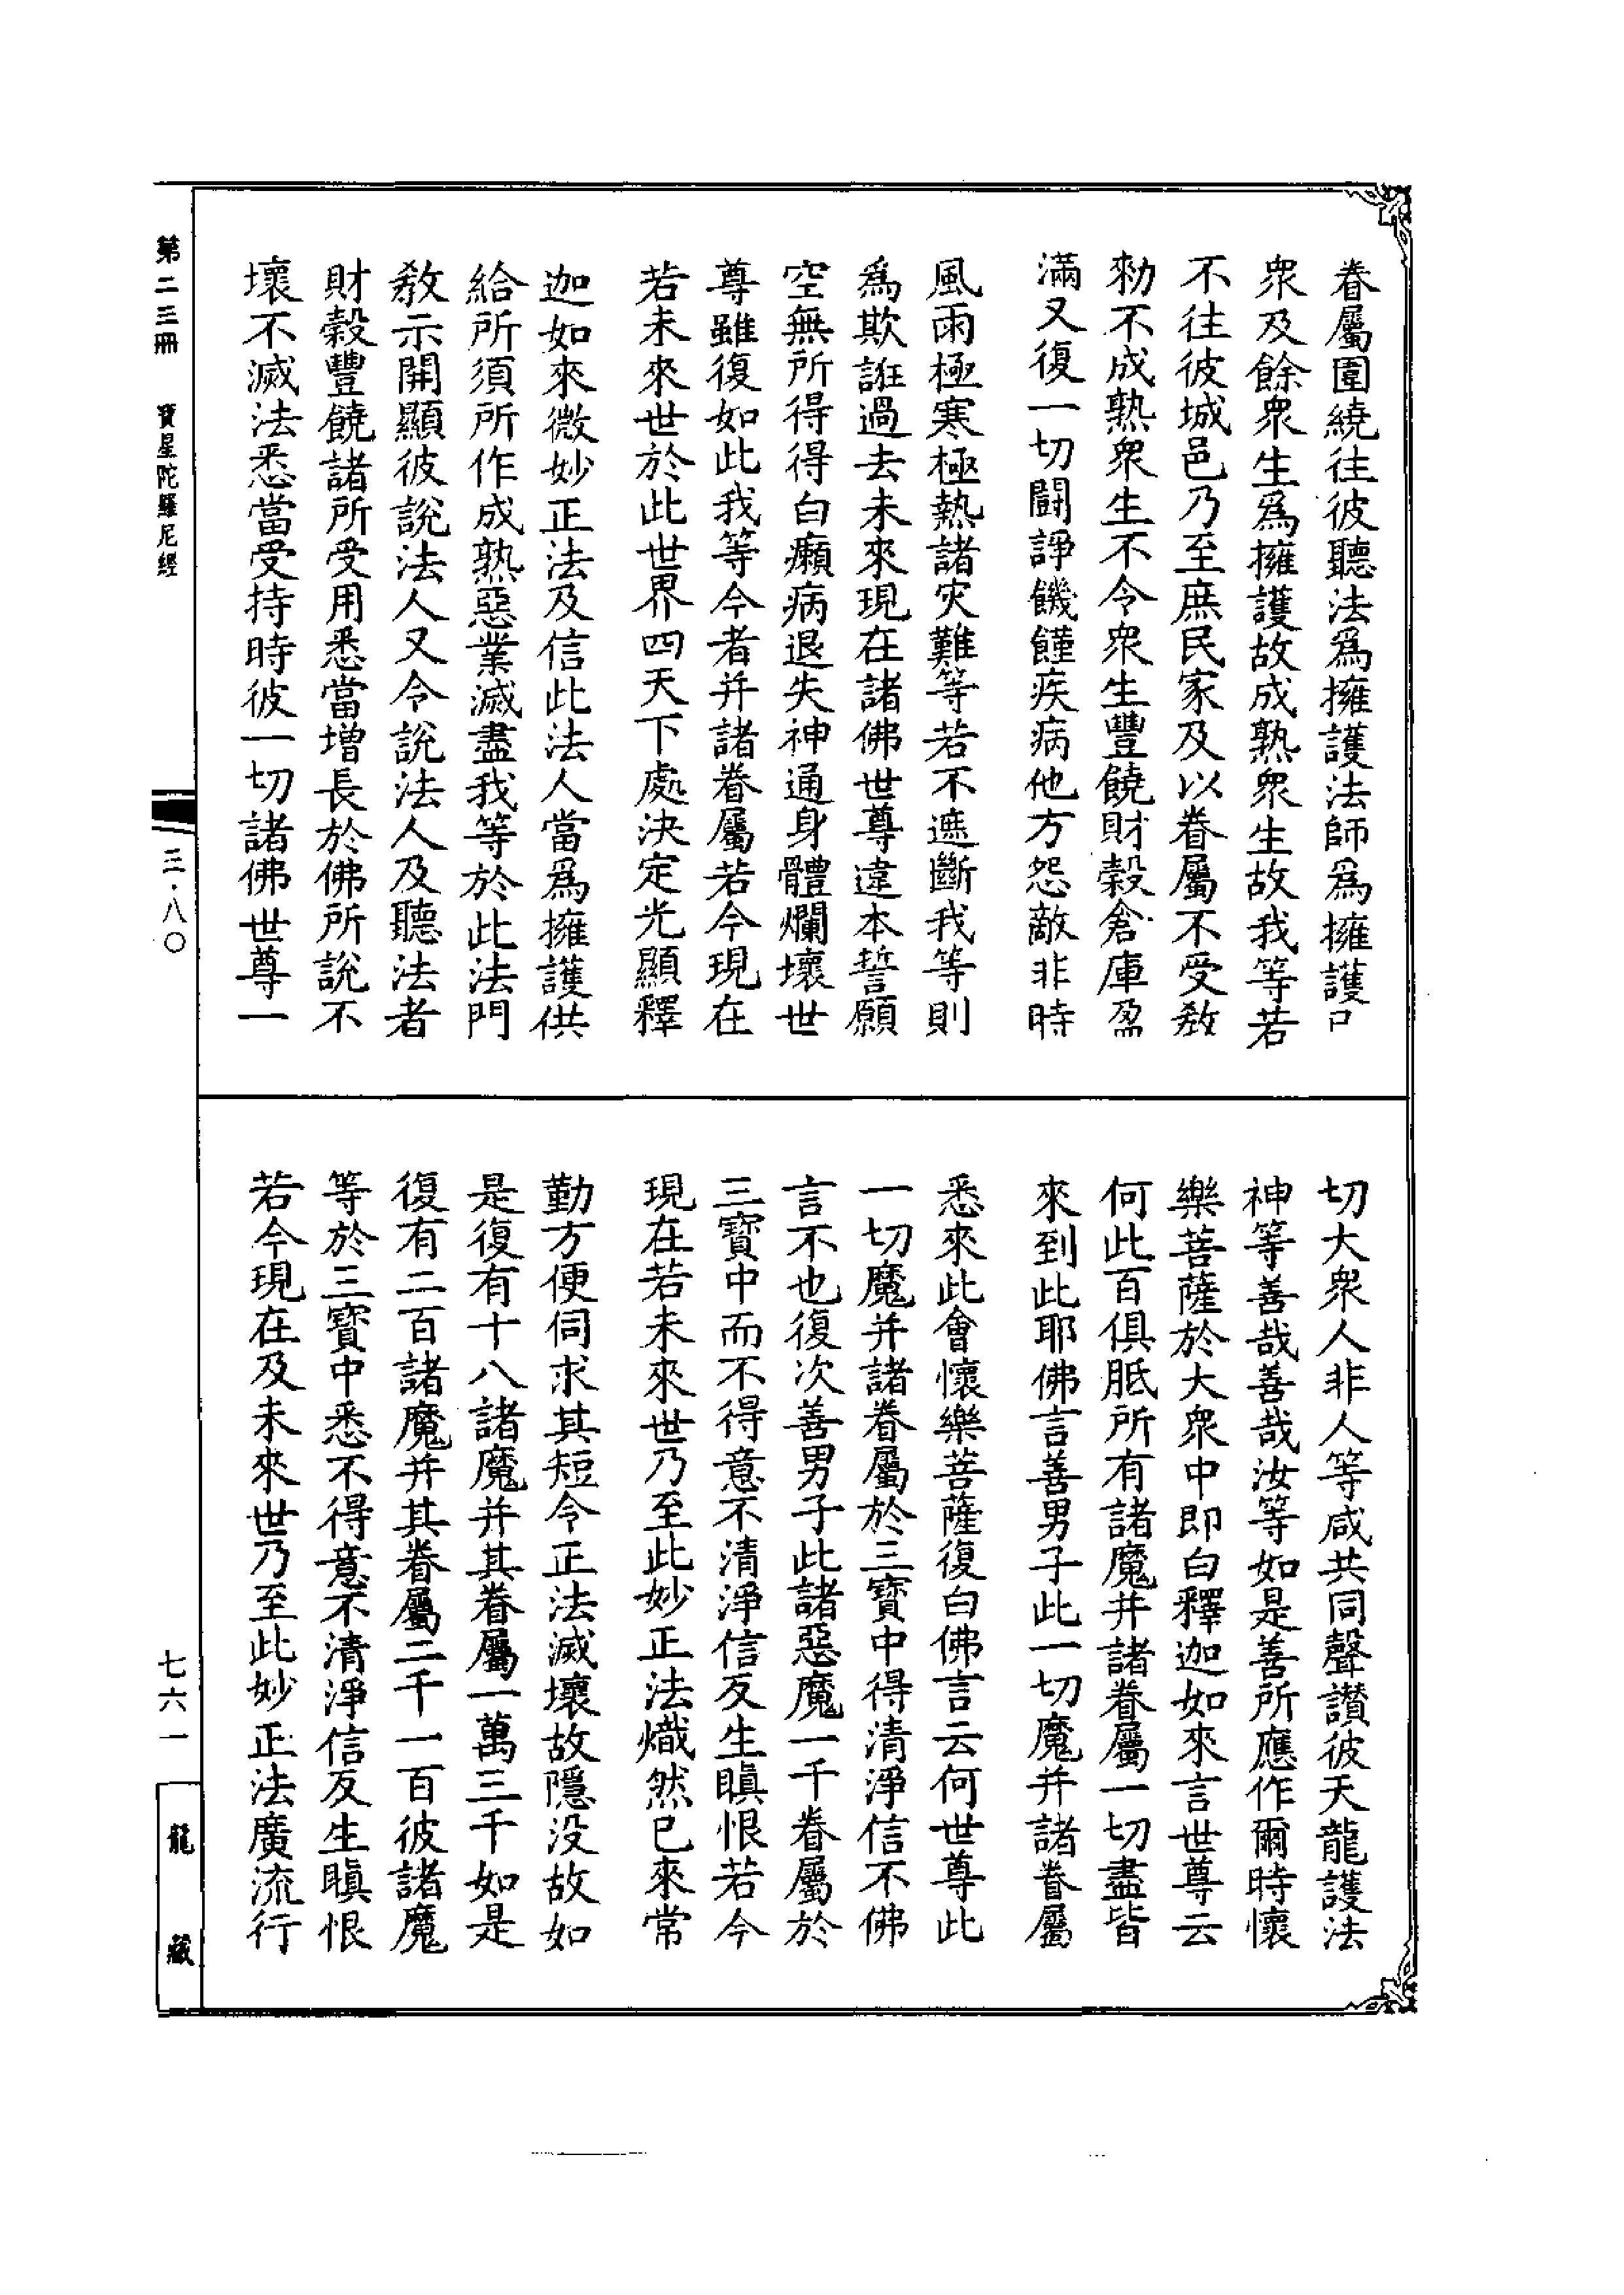 眷屬圍繞往彼聽法爲擁護法師爲擁護
衆及餘衆生爲擁護故成熟衆生故我等若
不往彼城邑乃至庶民家及以眷屬不受教
勑不成熟衆生不令衆生豐饒財穀倉庫盈
滿又復一切鬪諍饑饉疾病他方怨敵非時
風雨極寒極熱諸灾難等若不遮斷我等則
爲欺誑過去未來現在諸佛世尊違本誓願
空無所得得白癩病退失神通身體爛壞世
尊雖復如此我等今者并諸眷屬若今現在
若未來世於此世界四天下處決定光顯釋
迦如來微妙正法及信此法人當爲擁護供
給所須所作成熟惡業滅盡我等於此法門
教示開顯彼說法人又令說法人及聽法者
財穀豐饒諸所受用悉當增長於佛所說不
壞不滅法悉當受持時彼一切諸佛世尊一
切大衆人非人等咸共同聲讃彼天龍護法
神等善哉善哉汝等如是善所應作爾時懷
樂菩薩於大衆中即白釋迦如來言世尊云
何此百俱胝所有諸魔并諸眷屬一切盡皆
來到此耶佛言善男子此一切魔并諸眷屬
悉來此會懷樂菩薩復白佛言云何世尊此
一切魔并諸眷屬於三寶中得清淨信不佛
言不也復次善男子此諸惡魔一千眷屬於
三寶中而不得意不清淨信反生瞋恨若今
現在若未來世乃至此妙正法熾然已來常
勤方便伺求其短令正法滅壞故隱没故如
是復有十八諸魔并其眷屬一萬三千如是
復有二百諸魔并其眷屬二千一百彼諸魔
等於三寶中悉不得意不清淨信反生瞋恨
若今現在及未來世乃至此妙正法廣流行
第二三冊 寶星陀羅尼經
三·八〇
七六一
龍藏